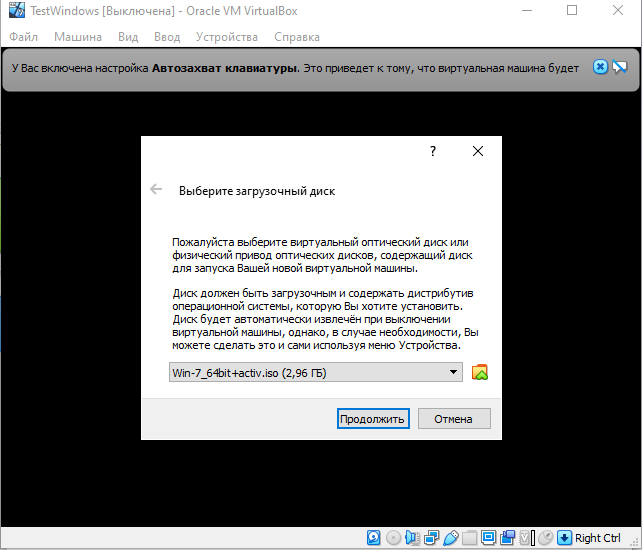 TestWindows [Выключена] - Oracle VM VirtualBox
Файл Машина Вид Ввод Устройства Справка
У Вас включена настройка Автозахват клавиатуры. Это приведет к тому, что виртуальная машина будет
?
Выберите загрузочный диск
Пожалуйста выберите виртуальный оптический диск или
физический привод оптических дисков, содержащий диск
для запуска Вашей новой виртуальной машины.
Диск должен быть загрузочным и содержать дистрибутив
операционной системы, которую Вы хотите установить.
Диск будет автоматически извлечён при выключении
виртуальной машины, однако, в случае необходимости, Вы
можете сделать это и сами используя меню Устройства.
Win-7_64bit+activ.iso (2,96 ГБ)
Продолжить Отмена
Right Ctrl